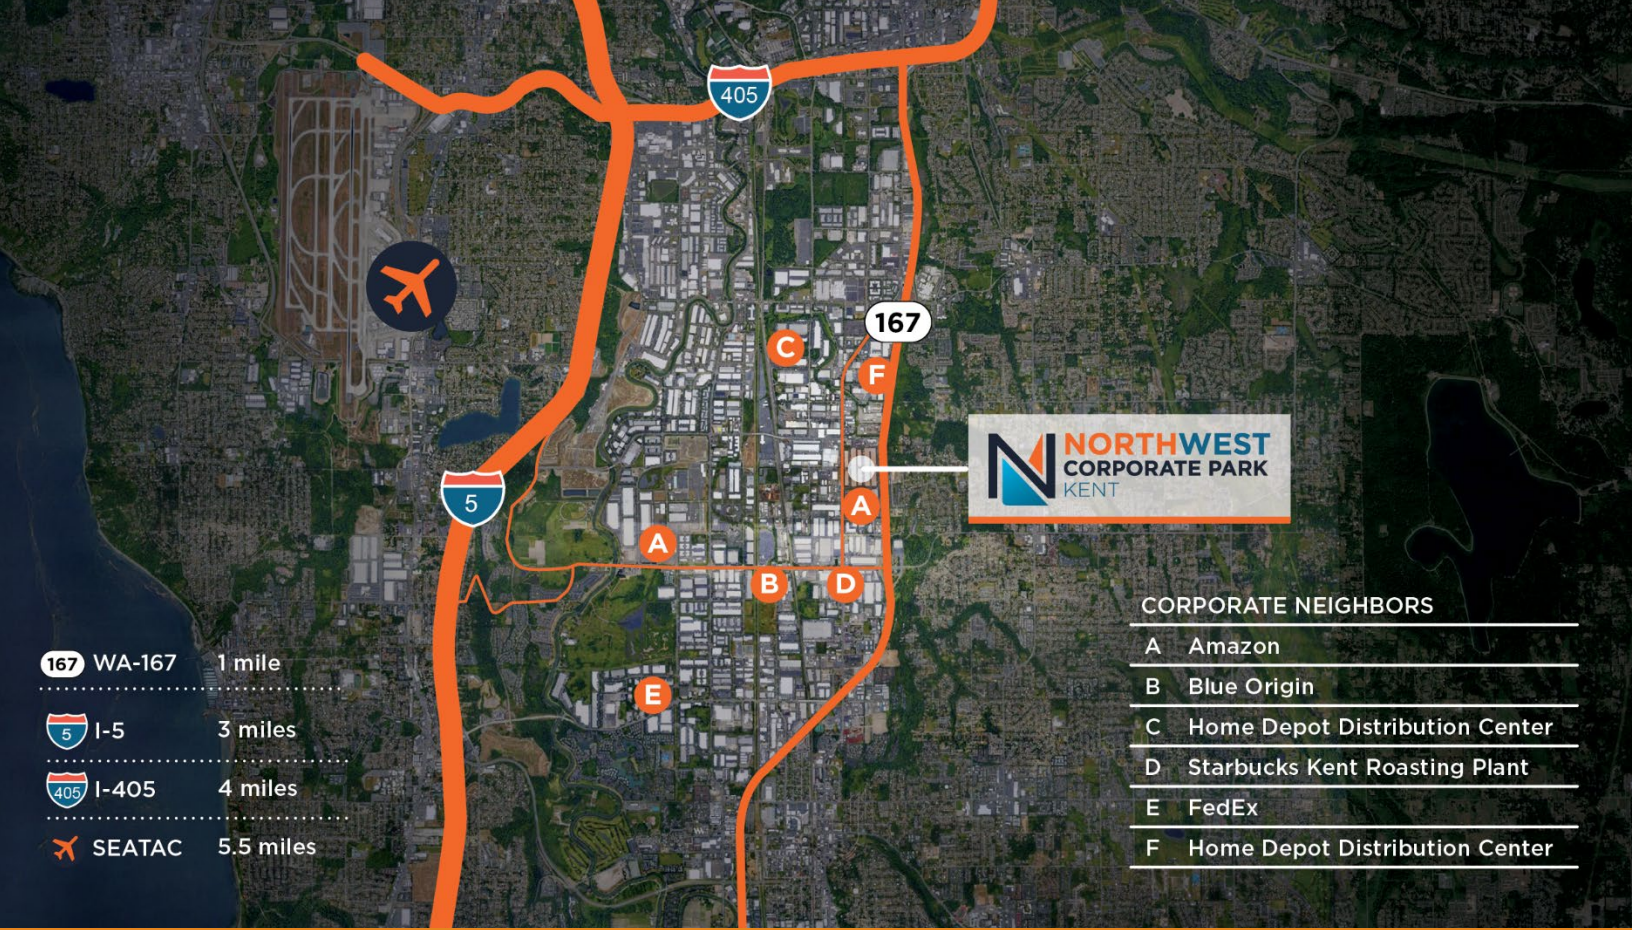 405
167
C
F
NORTHWEST
CORPORATE PARK
KENT
5
A
A
B
D
E
167 WA-167 1 mile
5 I-5 3 miles
405 I-405 4 miles
SEATAC 5.5 miles
CORPORATE NEIGHBORS
A Amazon
B Blue Origin
C Home Depot Distribution Center
D Starbucks Kent Roasting Plant
E FedEx
F Home Depot Distribution Center